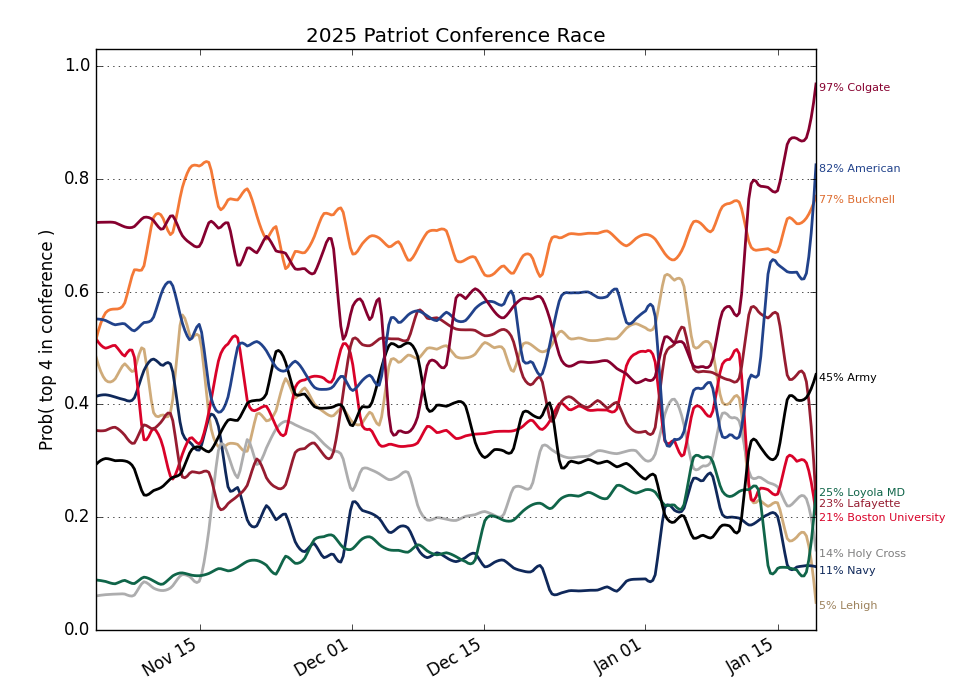 2025 Patriot Conference Race
Prob( top 4 in conference )
1.0
0.8
0.6
0.4
0.2
0.0
Nov 15
Dec 01
Dec 15
Jan 01
Jan 15
97% Colgate
82% American
77% Bucknell
45% Army
25% Loyola MD
23% Lafayette
21% Boston University
14% Holy Cross
11% Navy
5% Lehigh